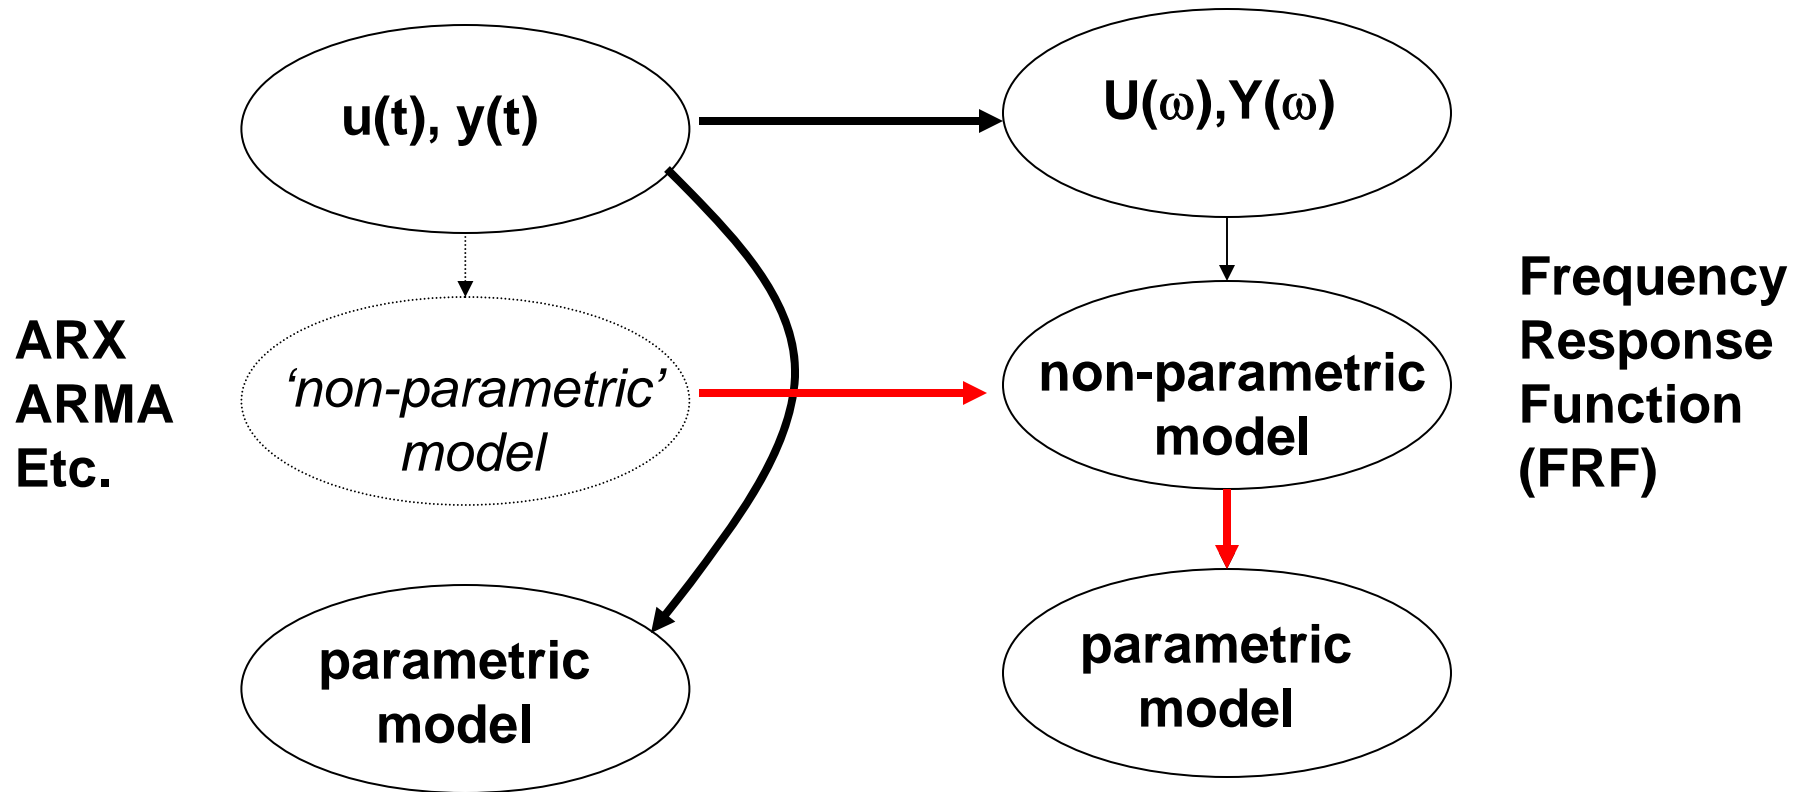 u(t), y(t)
U(ω),Y(ω)
ARX
ARMA
Etc.
‘non-parametric’
model
non-parametric
model
Frequency
Response
Function
(FRF)
parametric
model
parametric
model